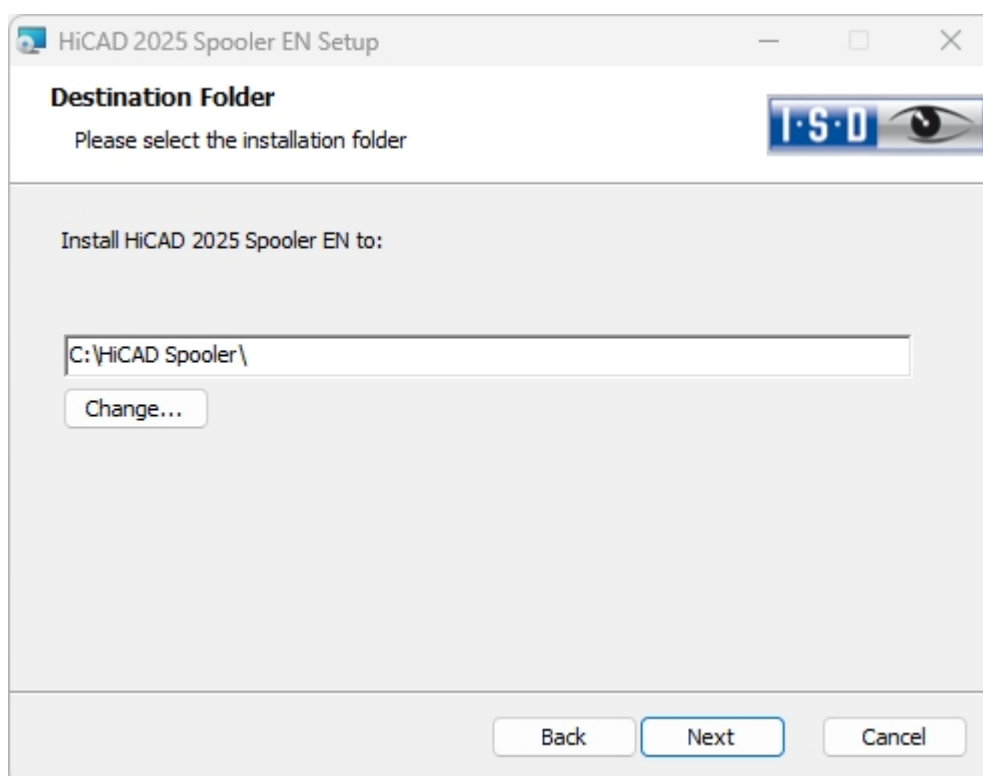 HiCAD 2025 Spooler EN Setup
Destination Folder
Please select the installation folder
I·S·D
Install HiCAD 2025 Spooler EN to:
C:\HiCAD Spooler\
Change...
Back Next Cancel